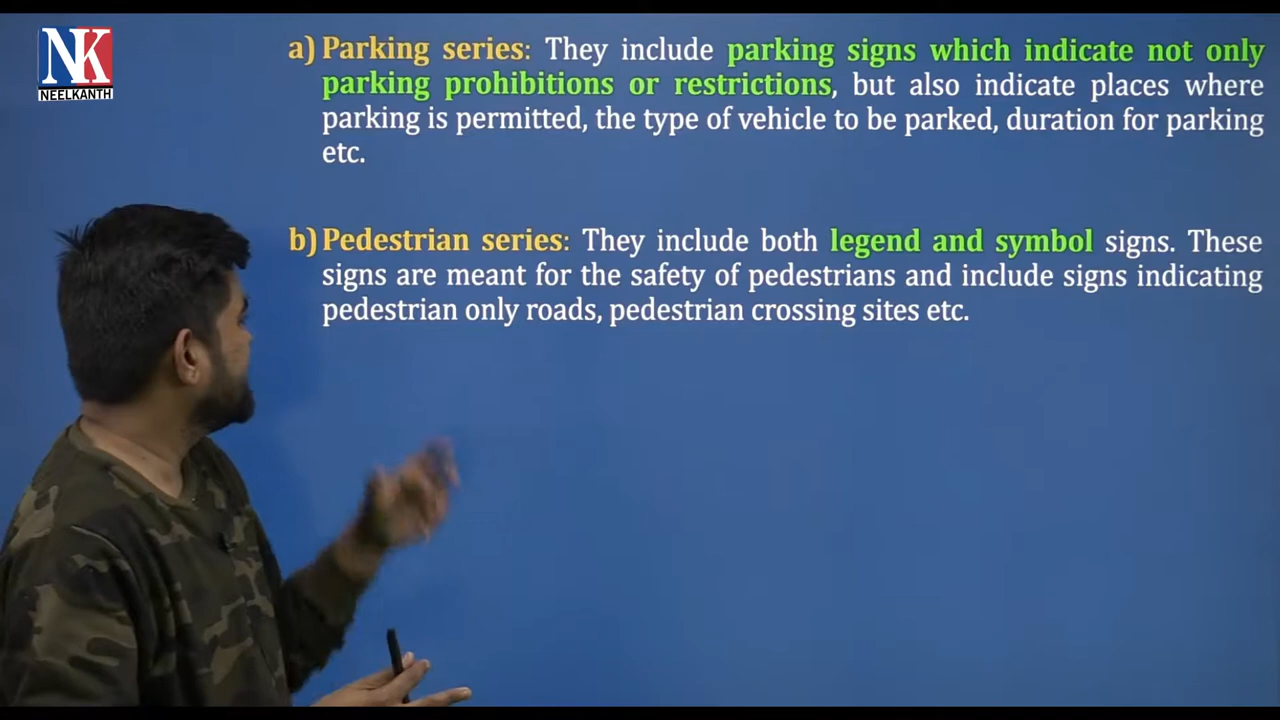 NK
NEELKANTH
a) Parking series: They include parking signs which indicate not only
parking prohibitions or restrictions, but also indicate places where
parking is permitted, the type of vehicle to be parked, duration for parking
etc.
b) Pedestrian series: They include both legend and symbol signs. These
signs are meant for the safety of pedestrians and include signs indicating
pedestrian only roads, pedestrian crossing sites etc.